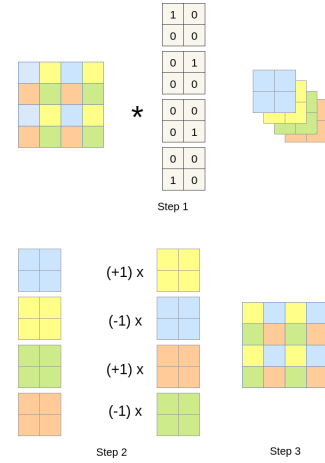 1 0
0 0
0 1
0 0
*
0 0
0 1
0 0
1 0
Step 1
(+1) x
(-1) x
(+1) x
(-1) x
Step 2
Step 3